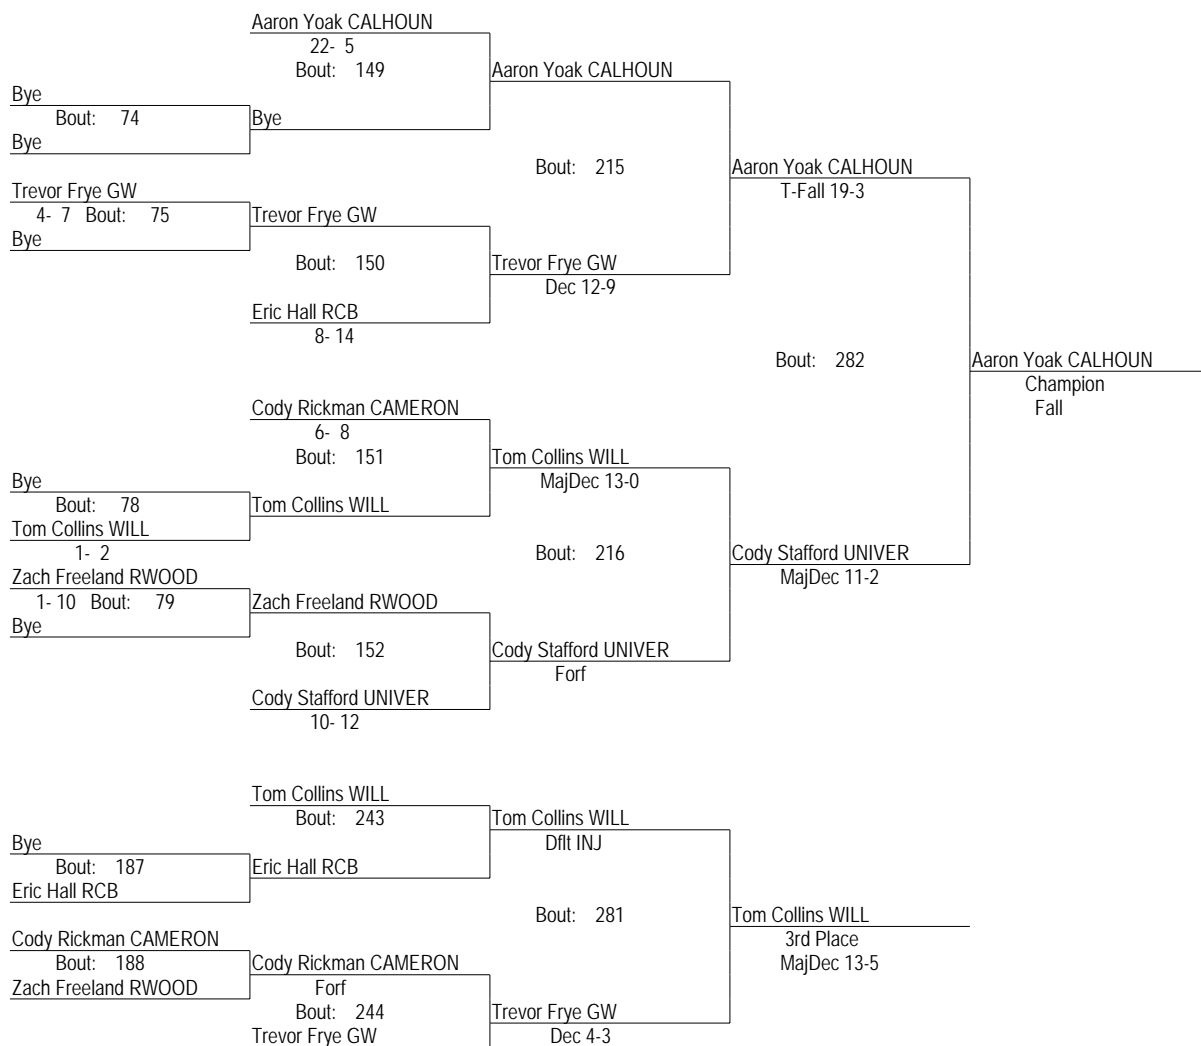 Aaron Yoak CALHOUN
22- 5
Bout: 149
Aaron Yoak CALHOUN
Bye
Bout: 74
Bye
Bye
Bout: 215
Aaron Yoak CALHOUN
T-Fall 19-3
Trevor Frye GW
4- 7 Bout: 75
Trevor Frye GW
Bye
Bout: 150
Trevor Frye GW
Dec 12-9
Eric Hall RCB
8- 14
Bout: 282
Aaron Yoak CALHOUN
Champion
Fall
Cody Rickman CAMERON
6- 8
Bout: 151
Tom Collins WILL
MajDec 13-0
Bye
Bout: 78
Tom Collins WILL
Tom Collins WILL
1- 2
Bout: 216
Cody Stafford UNIVER
MajDec 11-2
Zach Freeland RWOOD
1- 10 Bout: 79
Zach Freeland RWOOD
Bye
Bout: 152
Cody Stafford UNIVER
Forf
Cody Stafford UNIVER
10- 12
Tom Collins WILL
Bout: 243
Tom Collins WILL
Dflt INJ
Bye
Bout: 187
Eric Hall RCB
Eric Hall RCB
Bout: 281
Tom Collins WILL
3rd Place
MajDec 13-5
Cody Rickman CAMERON
Bout: 188
Cody Rickman CAMERON
Zach Freeland RWOOD
Forf
Bout: 244
Trevor Frye GW
Dec 4-3
Trevor Frye GW